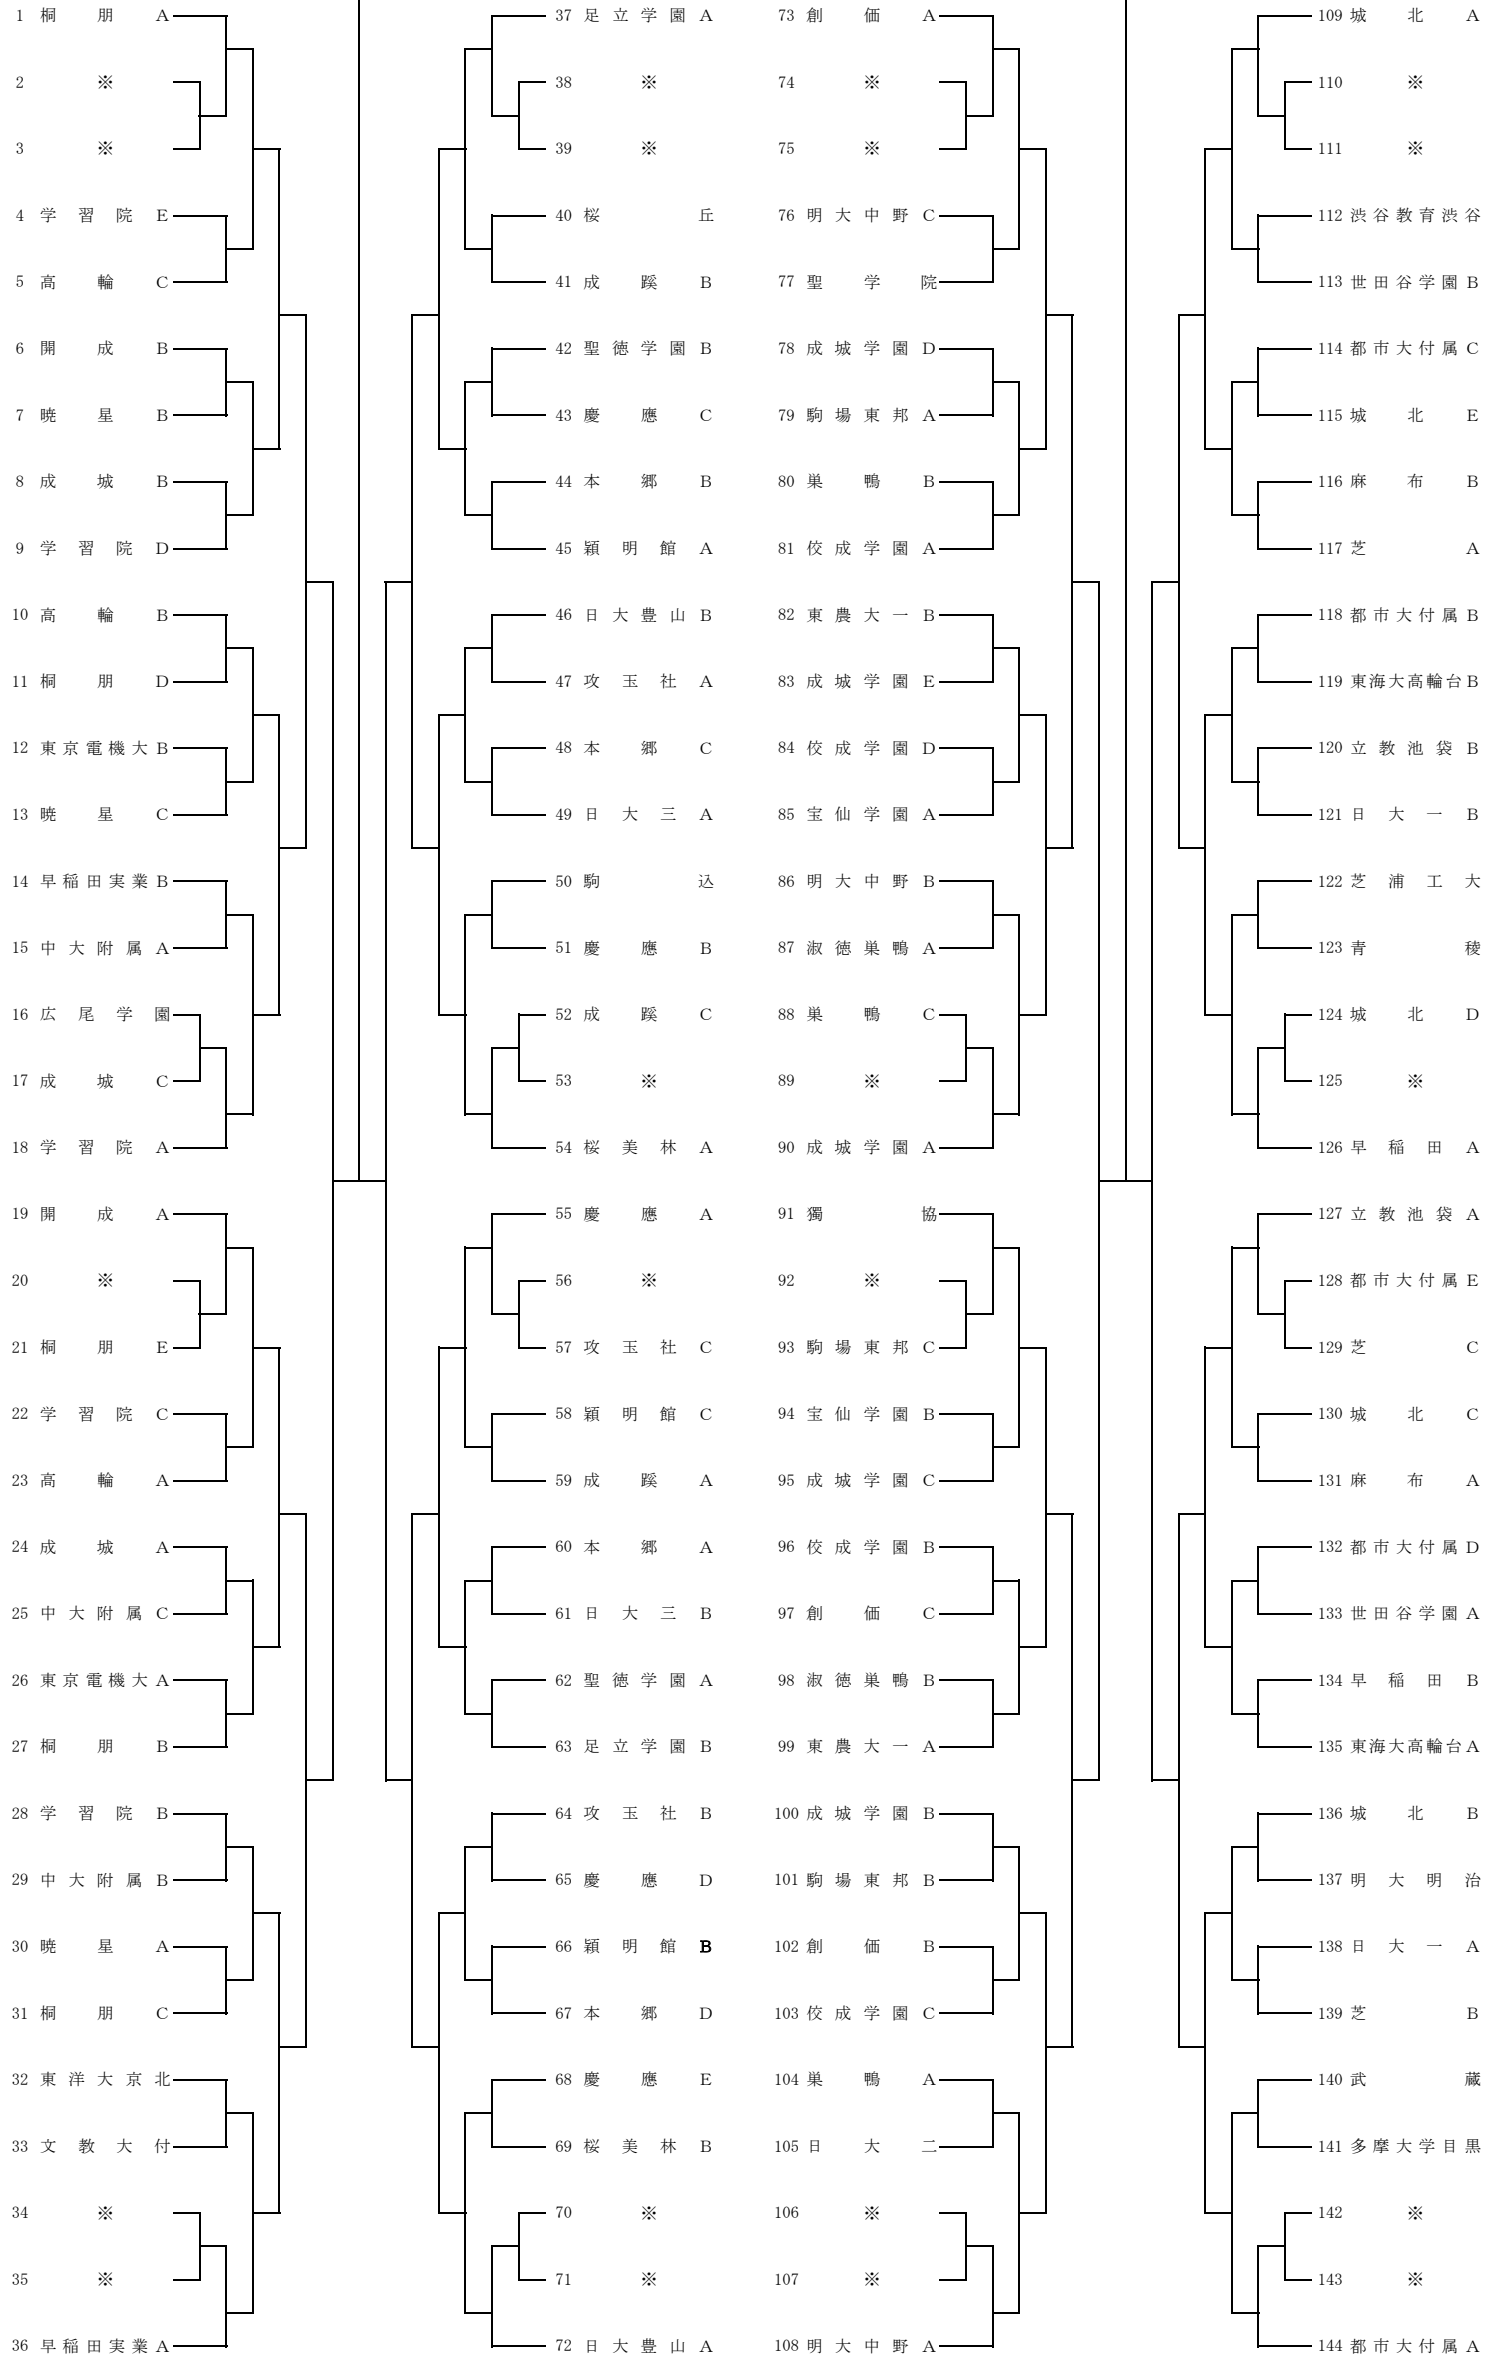 1 桐朋 A
2 ※
3 ※
4 学習院 E
5 高輪 C
6 開成 B
7 暁星 B
8 成城 B
9 学習院 D
10 高輪 B
11 桐朋 D
12 東京電機大 B
13 暁星 C
14 早稲田実業 B
15 中大附属 A
16 広尾学園
17 成城 C
18 学習院 A
19 開成 A
20 ※
21 桐朋 E
22 学習院 C
23 高輪 A
24 成城 A
25 中大附属 C
26 東京電機大 A
27 桐朋 B
28 学習院 B
29 中大附属 B
30 暁星 A
31 桐朋 C
32 東洋大京北
33 文教大付
34 ※
35 ※
36 早稲田実業 A
37 足立学園 A
38 ※
39 ※
40 桜丘
41 成蹊 B
42 聖徳学園 B
43 慶應 C
44 本郷 B
45 穎明館 A
46 日大豊山 B
47 攻玉社 A
48 本郷 C
49 日大三 A
50 駒込
51 慶應 B
52 成蹊 C
53 ※
54 桜美林 A
55 慶應 A
56 ※
57 攻玉社 C
58 穎明館 C
59 成蹊 A
60 本郷 A
61 日大三 B
62 聖徳学園 A
63 足立学園 B
64 攻玉社 B
65 慶應 D
66 穎明館 B
67 本郷 D
68 慶應 E
69 桜美林 B
70 ※
71 ※
72 日大豊山 A
73 創価 A
74 ※
75 ※
76 明大中野 C
77 聖学院
78 成城学園 D
79 駒場東邦 A
80 巣鴨 B
81 佼成学園 A
82 東農大一 B
83 成城学園 E
84 佼成学園 D
85 宝仙学園 A
86 明大中野 B
87 淑徳巣鴨 A
88 巣鴨 C
89 ※
90 成城学園 A
91 獨協
92 ※
93 駒場東邦 C
94 宝仙学園 B
95 成城学園 C
96 佼成学園 B
97 創価 C
98 淑徳巣鴨 B
99 東農大一 A
100 成城学園 B
101 駒場東邦 B
102 創価 B
103 佼成学園 C
104 巣鴨 A
105 日大二
106 ※
107 ※
108 明大中野 A
109 城北 A
110 ※
111 ※
112 渋谷教育渋谷
113 世田谷学園 B
114 都市大付属 C
115 城北 E
116 麻布 B
117 芝 A
118 都市大付属 B
119 東海大高輪台 B
120 立教池袋 B
121 日大一 B
122 芝浦工大
123 青稜
124 城北 D
125 ※
126 早稲田 A
127 立教池袋 A
128 都市大付属 E
129 芝 C
130 城北 C
131 麻布 A
132 都市大付属 D
133 世田谷学園 A
134 早稲田 B
135 東海大高輪台 A
136 城北 B
137 明大明治
138 日大一 A
139 芝 B
140 武蔵
141 多摩大学目黒
142 ※
143 ※
144 都市大付属 A